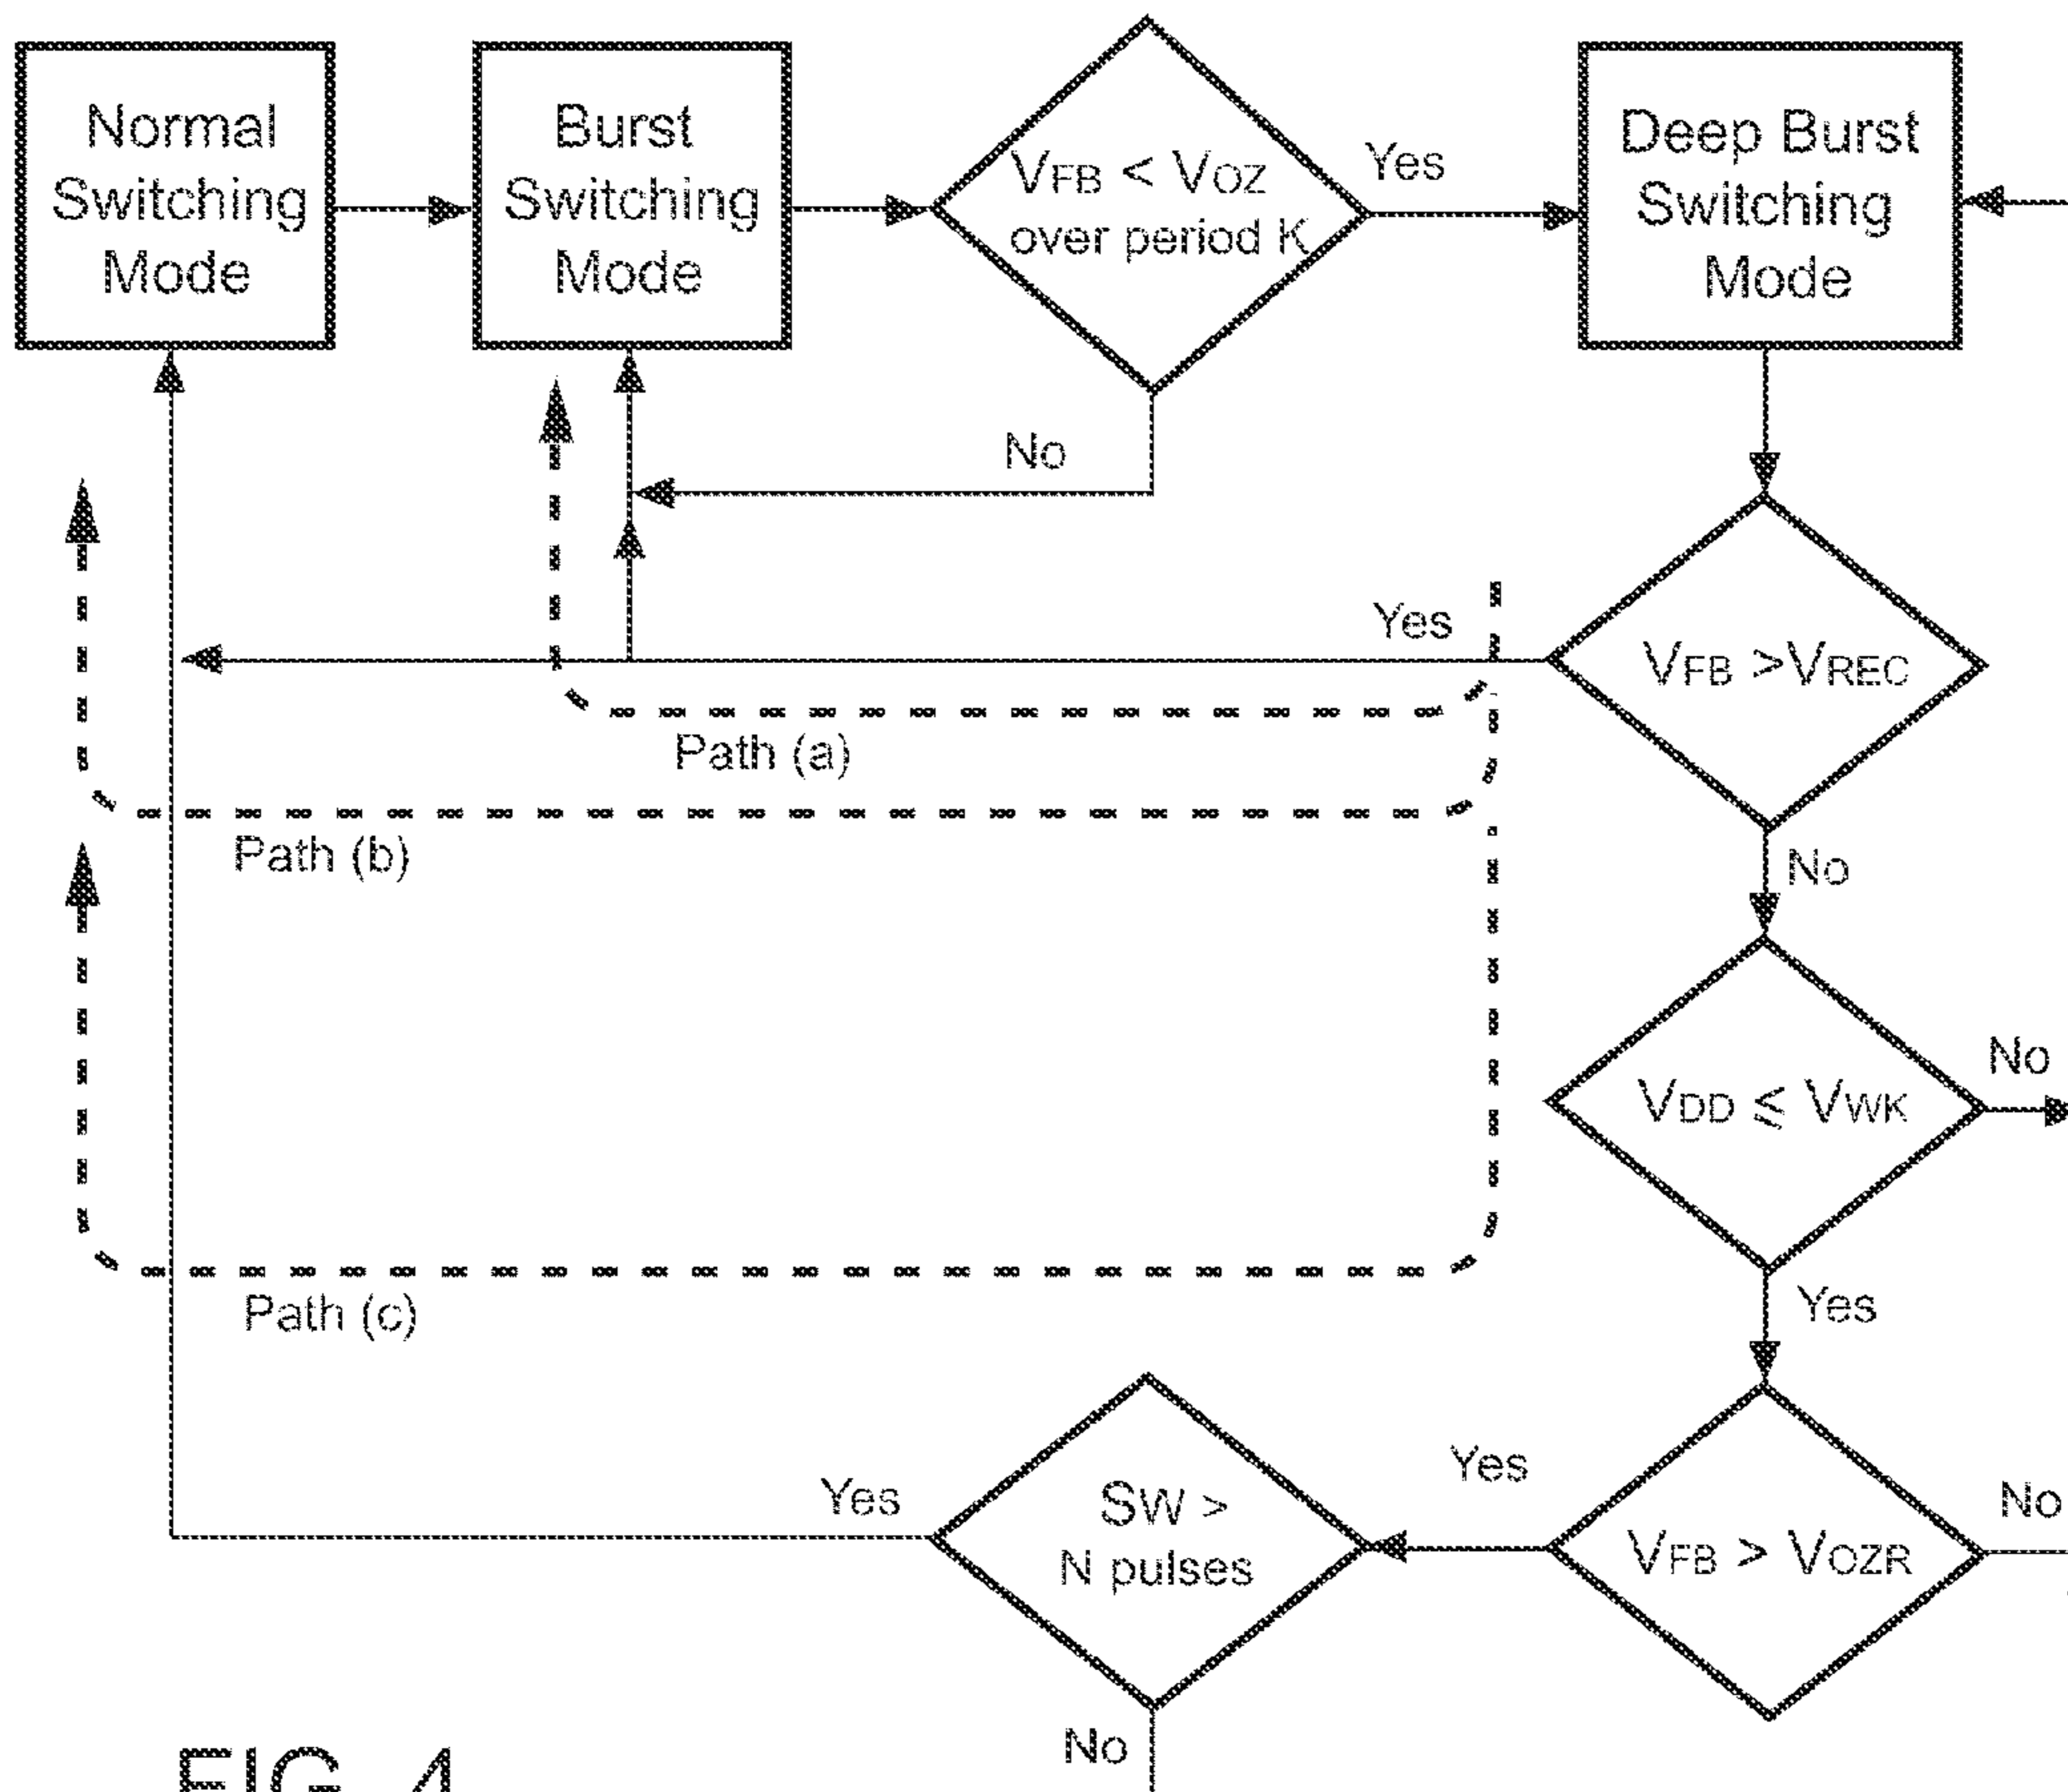 Normal
Switching
Mode
Burst
Switching
Mode
VFB < VOZ
over period K
Yes
Deep Burst
Switching
Mode
No
Yes
VFB >VREC
Path (a)
Path (b)
No
VDD ≤ VWK
No
Path (c)
Yes
Yes
SW >
N pulses
Yes
VFB > VOZR
No
No
FIG. 4